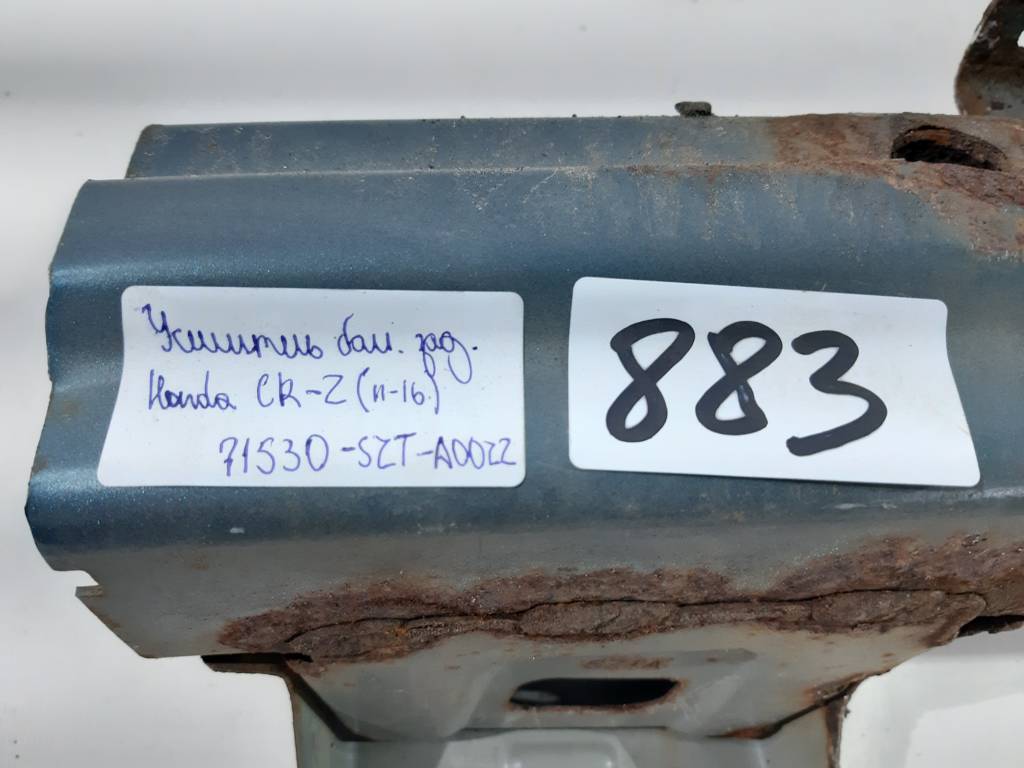 Усилитель бам. зад.
Honda CR-Z (11-16)
71530-SZT-A00ZZ
883